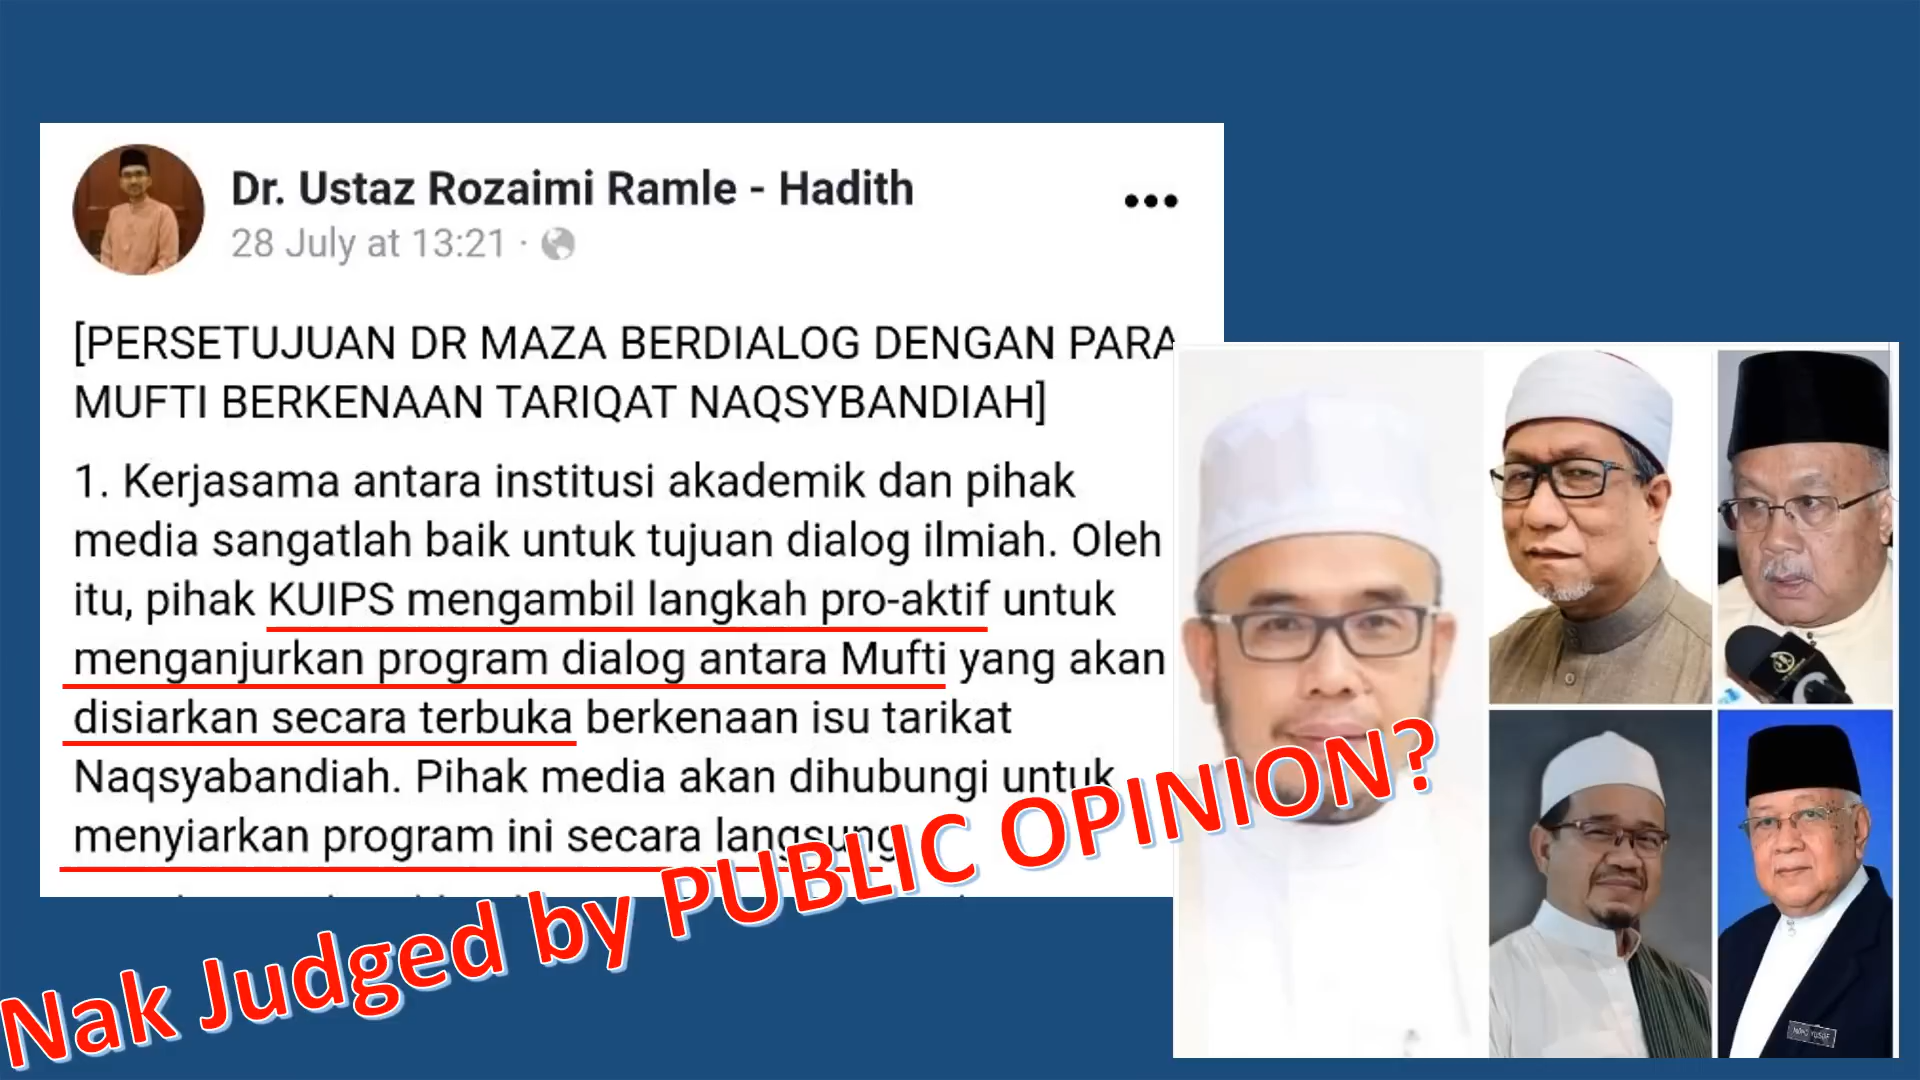 Dr. Ustaz Rozaimi Ramle - Hadith
28 July at 13:21 ·
[PERSETUJUAN DR MAZA BERDIALOG DENGAN PARA
MUFTI BERKENAAN TARIQAT NAQSYBANDIAH]
1. Kerjasama antara institusi akademik dan pihak
media sangatlah baik untuk tujuan dialog ilmiah. Oleh
itu, pihak KUIPS mengambil langkah pro-aktif untuk
menganjurkan program dialog antara Mufti yang akan
disiarkan secara terbuka berkenaan isu tarikat
Naqsyabandiah. Pihak media akan dihubungi untuk
menyiarkan program ini secara langsung
Nak Judged by PUBLIC OPINION?